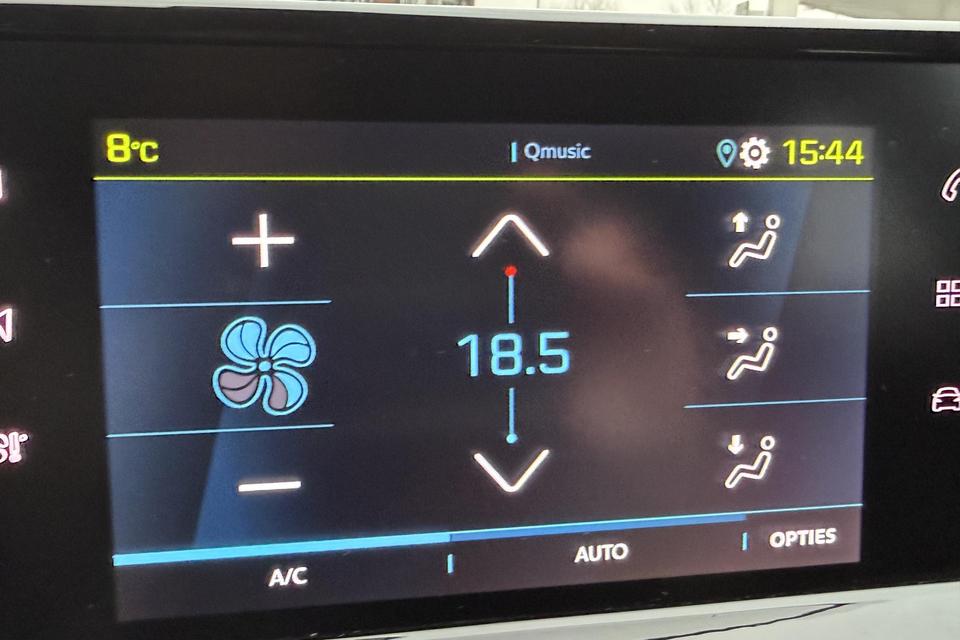 8°C
Qmusic
15:44
18.5
A/C
AUTO
OPTIES